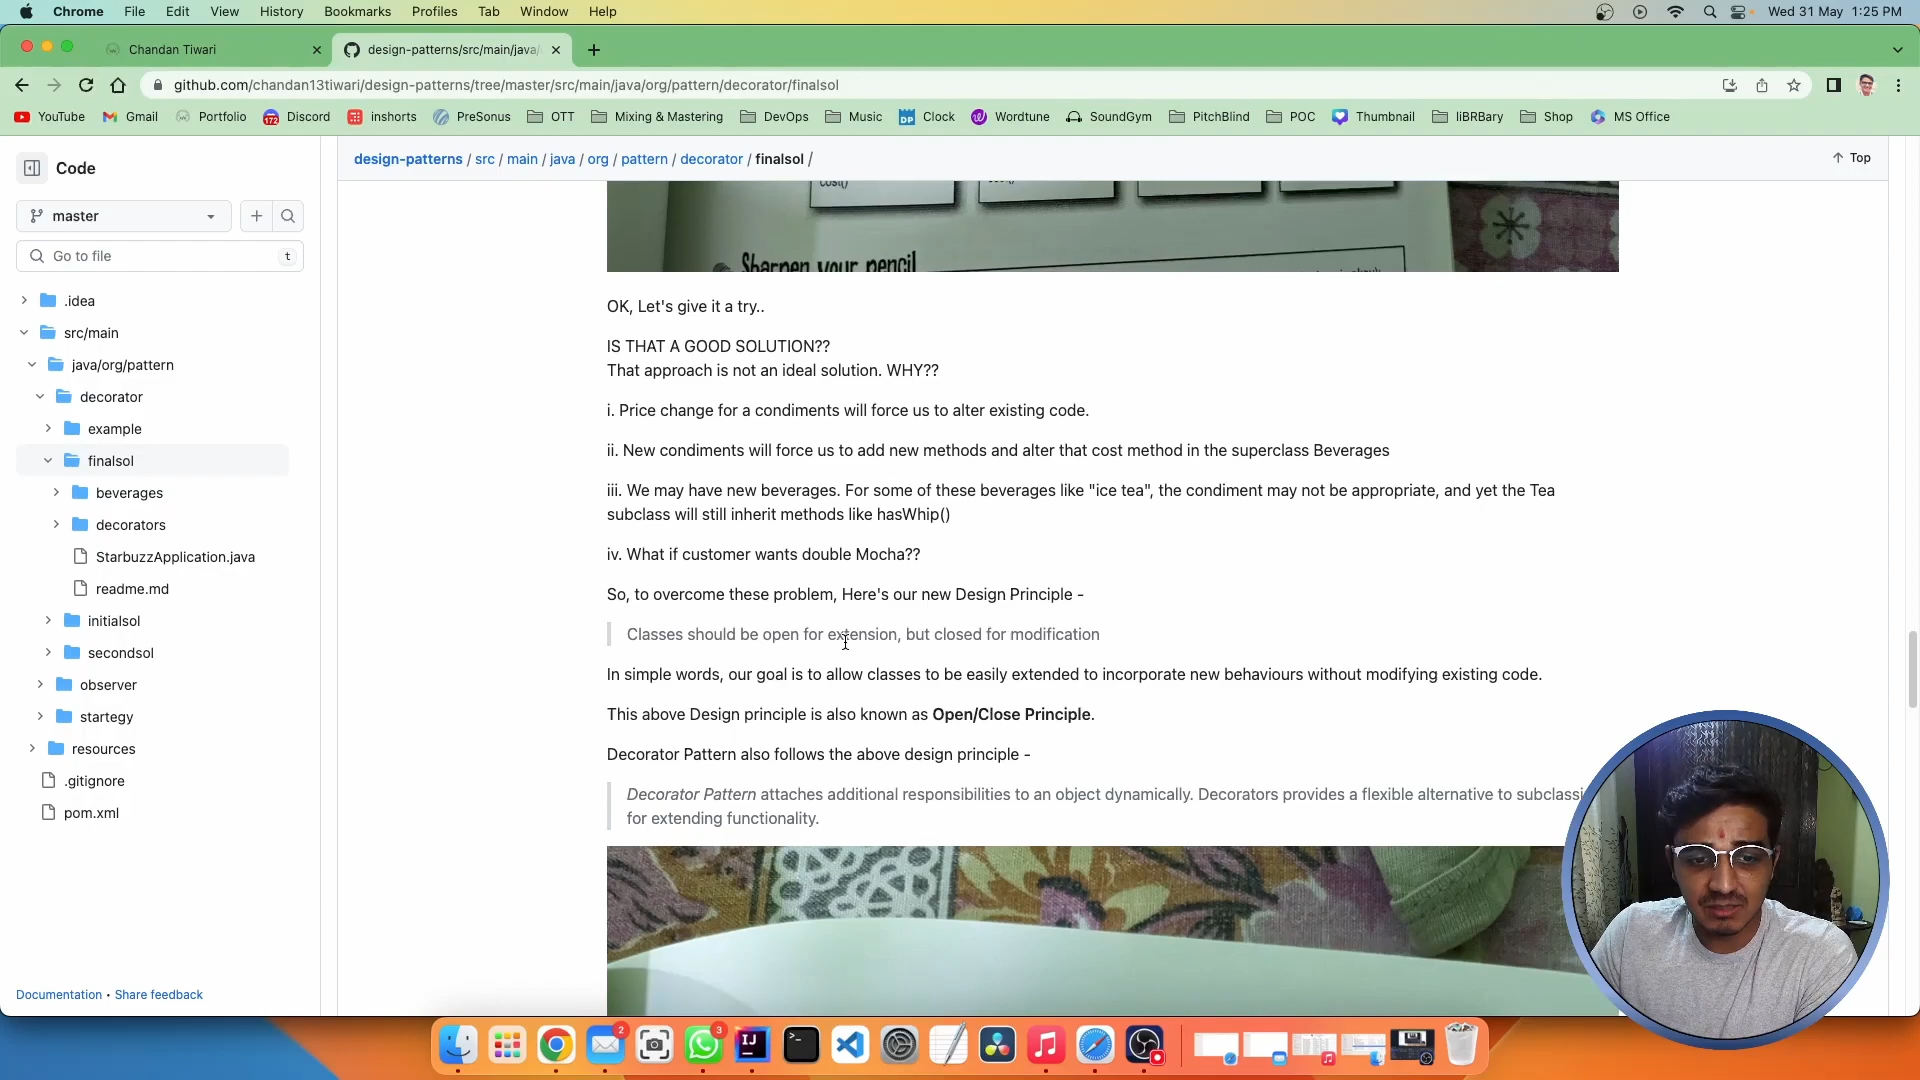 Chrome File Edit View History Bookmarks Profiles Tab Window Help Wed 31 May 1:25 PM
Chandan Tiwari design-patterns/src/main/java/
github.com/chandan13tiwari/design-patterns/tree/master/src/main/java/org/pattern/decorator/finalsol
YouTube Gmail Portfolio 172 Discord inshorts PreSonus OTT Mixing & Mastering DevOps Music DP Clock Wordtune SoundGym PitchBlind POC Thumbnail liBRBary Shop MS Office
Code
design-patterns / src / main / java / org / pattern / decorator / finalsol /
Top
master
Go to file t
.idea
src/main
java/org/pattern
decorator
example
finalsol
beverages
decorators
StarbuzzApplication.java
readme.md
initialsol
secondsol
observer
startegy
resources
.gitignore
pom.xml
Documentation • Share feedback
cost()
Sharpen your pencil
OK, Let's give it a try..
IS THAT A GOOD SOLUTION??
That approach is not an ideal solution. WHY??
i. Price change for a condiments will force us to alter existing code.
ii. New condiments will force us to add new methods and alter that cost method in the superclass Beverages
iii. We may have new beverages. For some of these beverages like "ice tea", the condiment may not be appropriate, and yet the Tea
subclass will still inherit methods like hasWhip()
iv. What if customer wants double Mocha??
So, to overcome these problem, Here's our new Design Principle -
Classes should be open for extension, but closed for modification
In simple words, our goal is to allow classes to be easily extended to incorporate new behaviours without modifying existing code.
This above Design principle is also known as Open/Close Principle.
Decorator Pattern also follows the above design principle -
Decorator Pattern attaches additional responsibilities to an object dynamically. Decorators provides a flexible alternative to subclassi
for extending functionality.
2
3
IJ